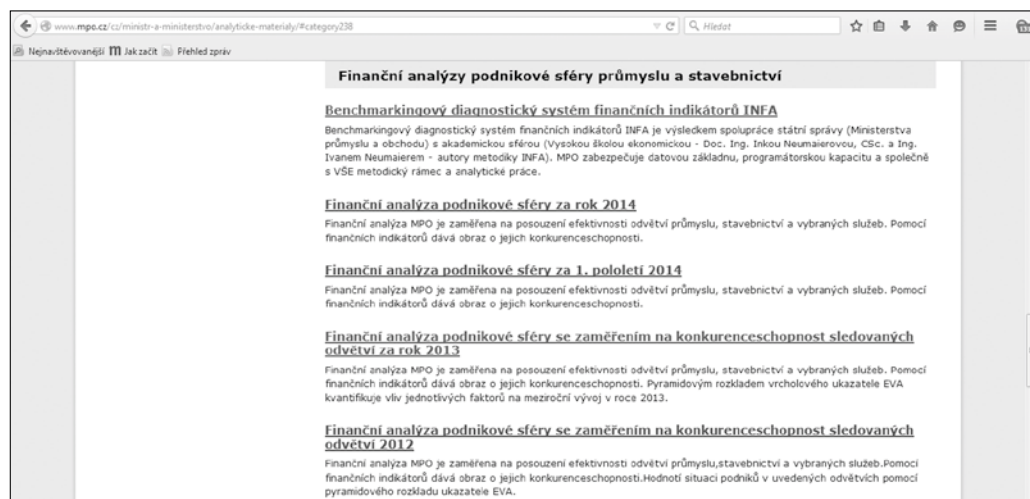 www.mpo.cz/cz/ministr-a-ministerstvo/analyticke-materialy/#category238
Hledat
Nejnavštěvovanější Jak začít Přehled zpráv
Finanční analýzy podnikové sféry průmyslu a stavebnictví
Benchmarkingový diagnostický systém finančních indikátorů INFA
Benchmarkingový diagnostický systém finančních indikátorů INFA je výsledkem spolupráce státní správy (Ministerstva
průmyslu a obchodu) s akademickou sférou (Vysokou školou ekonomickou - Doc. Ing. Inkou Neumaierovou, CSc. a Ing.
Ivanem Neumaierem - autory metodiky INFA). MPO zabezpečuje datovou základnu, programátorskou kapacitu a společně
s VŠE metodický rámec a analytické práce.
Finanční analýza podnikové sféry za rok 2014
Finanční analýza MPO je zaměřena na posouzení efektivnosti odvětví průmyslu, stavebnictví a vybraných služeb. Pomocí
finančních indikátorů dává obraz o jejich konkurenceschopnosti.
Finanční analýza podnikové sféry za 1. pololetí 2014
Finanční analýza MPO je zaměřena na posouzení efektivnosti odvětví průmyslu, stavebnictví a vybraných služeb. Pomocí
finančních indikátorů dává obraz o jejich konkurenceschopnosti.
Finanční analýza podnikové sféry se zaměřením na konkurenceschopnost sledovaných
odvětví za rok 2013
Finanční analýza MPO je zaměřena na posouzení efektivnosti odvětví průmyslu, stavebnictví a vybraných služeb. Pomocí
finančních indikátorů dává obraz o jejich konkurenceschopnosti. Pyramidovým rozkladem vrcholového ukazatele EVA
kvantifikuje vliv jednotlivých faktorů na meziroční vývoj v roce 2013.
Finanční analýza podnikové sféry se zaměřením na konkurenceschopnost sledovaných
odvětví 2012
Finanční analýza MPO je zaměřena na posouzení efektivnosti odvětví průmyslu,stavebnictví a vybraných služeb.Pomocí
finančních indikátorů dává obraz o jejich konkurenceschopnosti.Hodnotí situaci podniků v uvedených odvětvích pomocí
pyramidového rozkladu ukazatele EVA.